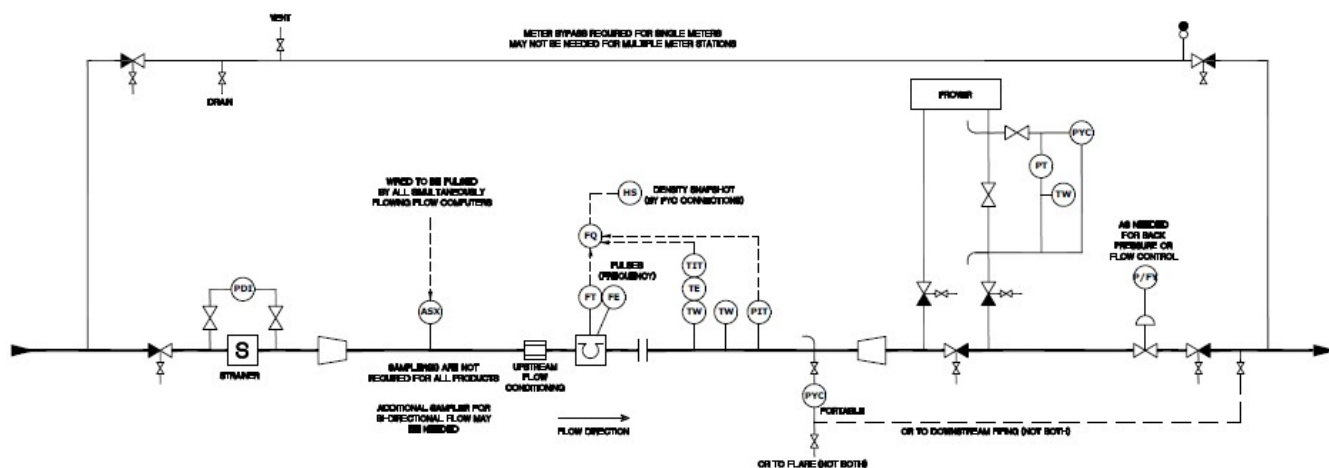 VENT
METER BYPASS REQUIRED FOR SINGLE METERS
MAY NOT BE NEEDED FOR MULTIPLE METER STATIONS
DRAIN
PROVER
PYC
PT
TW
WIRED TO BE PULSED
BY ALL SIMULTANEOUSLY
FLOWING FLOW COMPUTERS
HS
DENSITY SNAPSHOT
(BY PYC CONNECTIONS)
FQ
AS NEEDED
FOR BACK
PRESSURE OR
FLOW CONTROL
PULSES
(FREQUENCY)
TIT
PDI
FT
FE
TE
P/FV
ASX
TW
TW
PIT
S
STRAINER
SAMPLER(S) ARE NOT
REQUIRED FOR ALL PRODUCTS
UPSTREAM
FLOW
CONDITIONING
ADDITIONAL SAMPLER FOR
BI-DIRECTIONAL FLOW MAY
BE NEEDED
FLOW DIRECTION
PYC
PORTABLE
OR TO DOWNSTREAM PIPING (NOT BOTH)
OR TO FLARE (NOT BOTH)